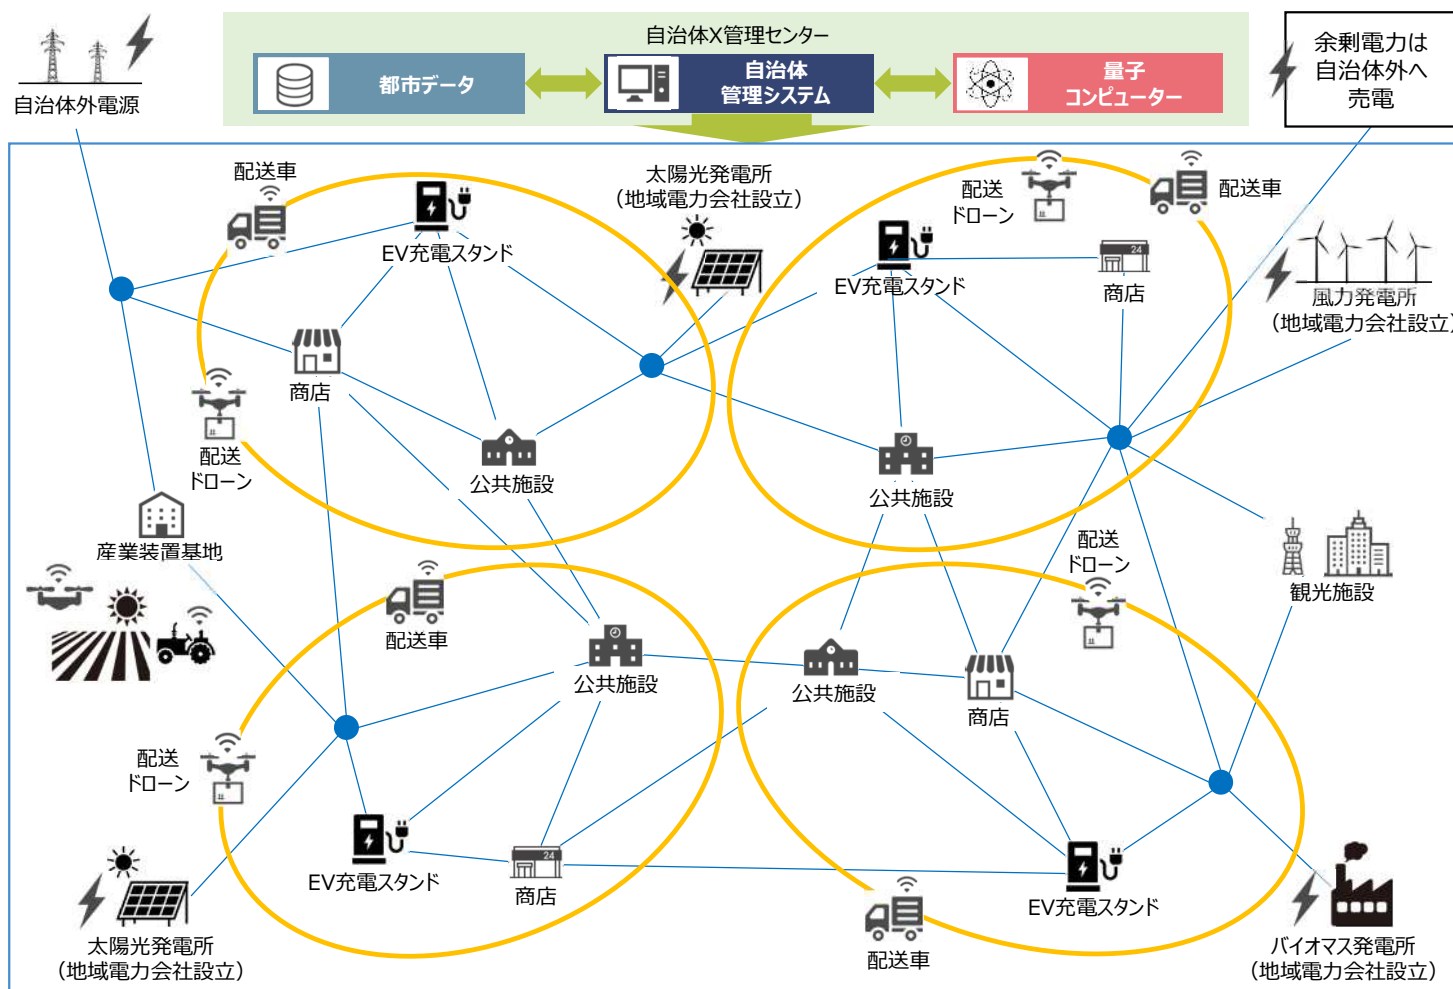 自治体X管理センター
都市データ
自治体
管理システム
量子
コンピューター
自治体外電源
余剰電力は
自治体外へ
売電
配送車
EV充電スタンド
太陽光発電所
（地域電力会社設立）
配送
ドローン
配送車
EV充電スタンド
24
商店
風力発電所
（地域電力会社設立）
商店
配送
ドローン
公共施設
公共施設
産業装置基地
配送車
配送
ドローン
観光施設
公共施設
公共施設
商店
配送
ドローン
EV充電スタンド
24
商店
EV充電スタンド
配送車
太陽光発電所
（地域電力会社設立）
バイオマス発電所
（地域電力会社設立）